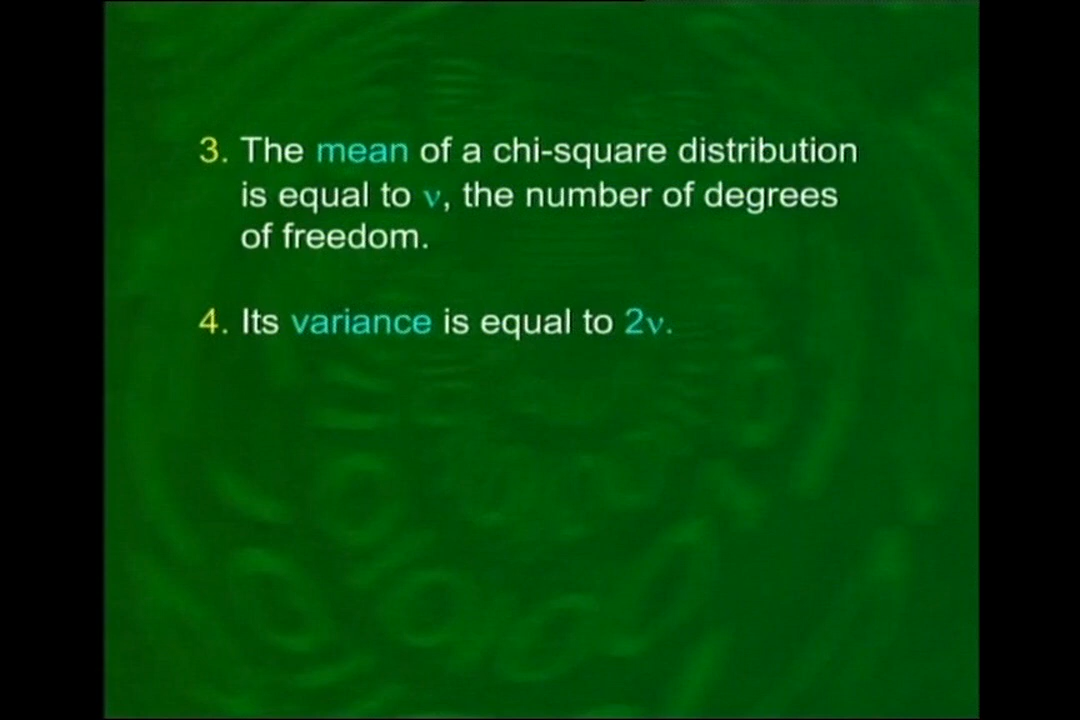 3. The mean of a chi-square distribution
is equal to ν, the number of degrees
of freedom.
4. Its variance is equal to 2ν.